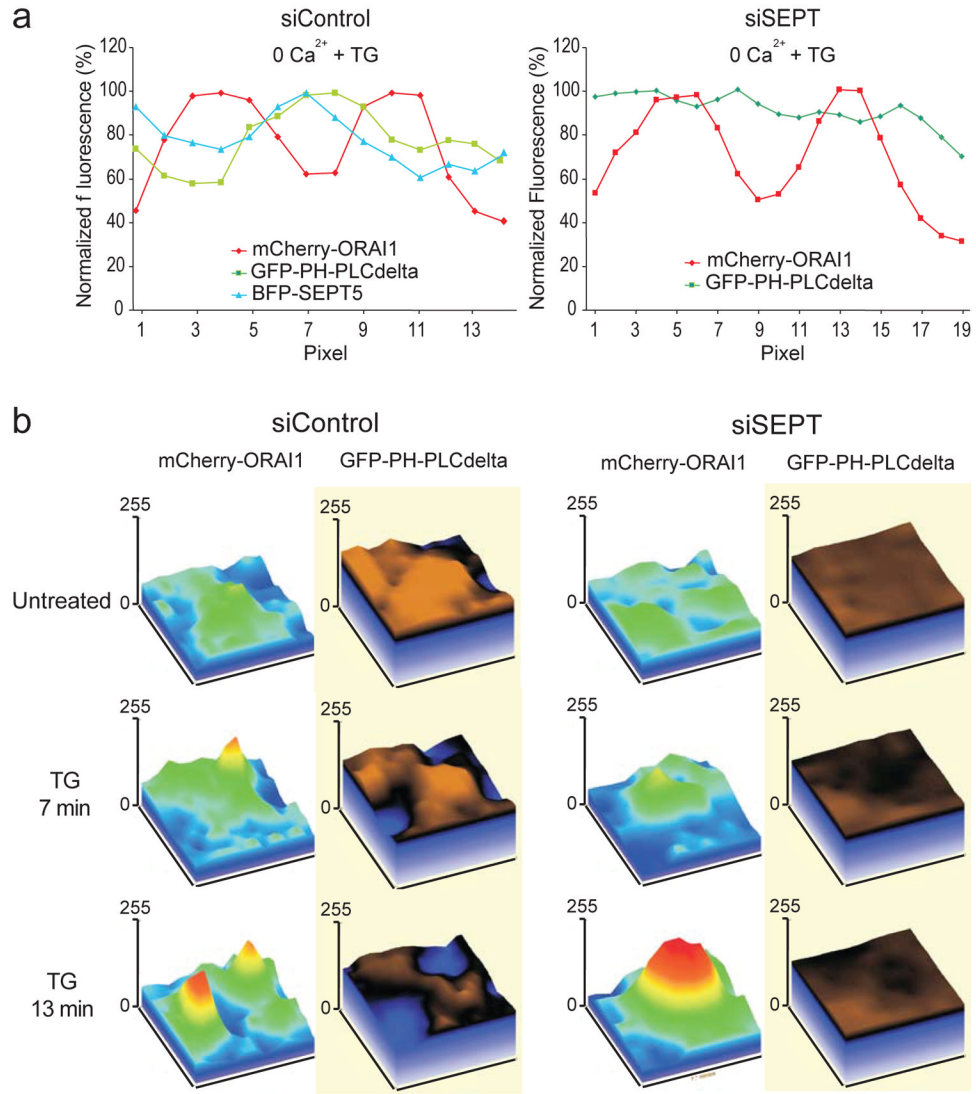 a
siControl
0 Ca2+ + TG
Normalized f luorescence (%)
120
100
80
60
40
20
0
mCherry-ORAI1
GFP-PH-PLCdelta
BFP-SEPT5
1 3 5 7 9 11 13
Pixel
siSEPT
0 Ca2+ + TG
Normalized Fluorescence (%)
120
100
80
60
40
20
0
mCherry-ORAI1
GFP-PH-PLCdelta
1 3 5 7 9 11 13 15 17 19
Pixel
b
siControl siSEPT
mCherry-ORAI1 GFP-PH-PLCdelta mCherry-ORAI1 GFP-PH-PLCdelta
255 255 255 255
Untreated 0 0 0 0
255 255 255 255
TG
7 min
0 0 0 0
255 255 255 255
TG
13 min
0 0 0 0